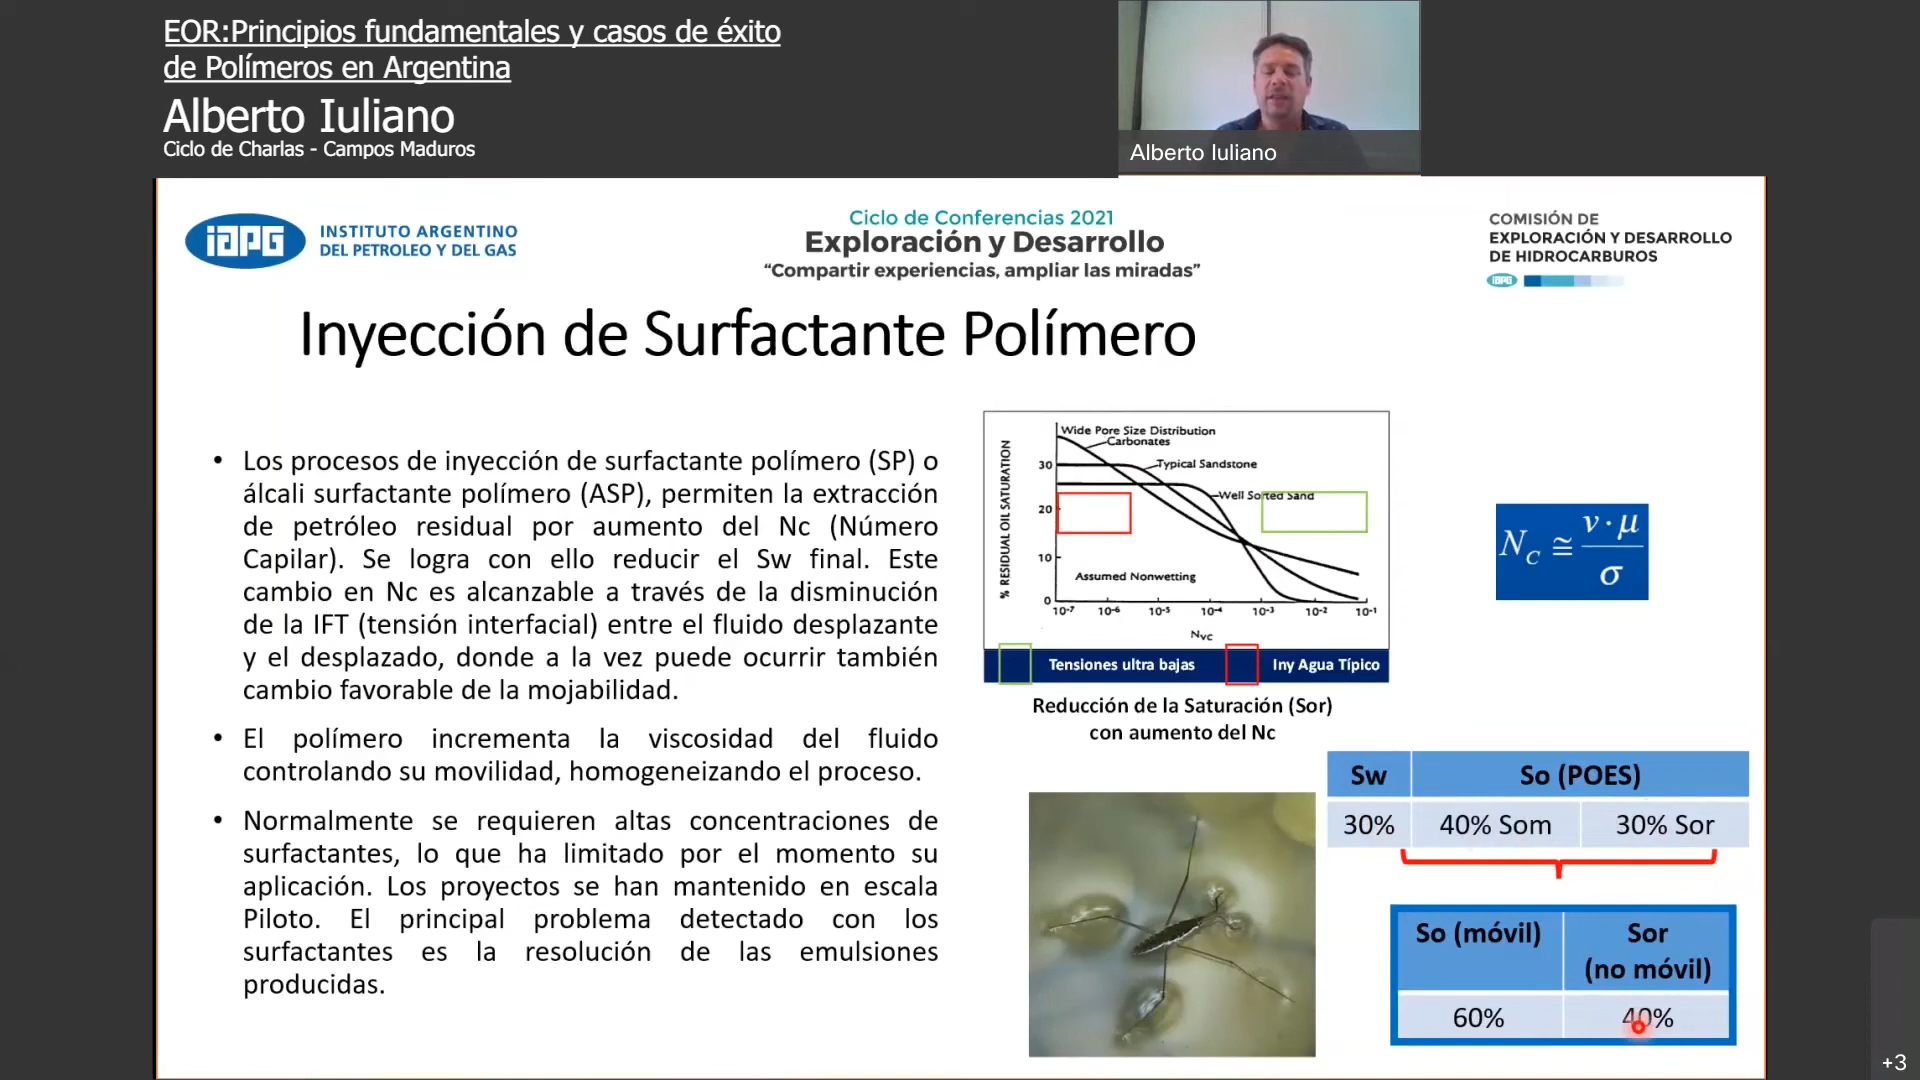 EOR:Principios fundamentales y casos de éxito
de Polímeros en Argentina
Alberto Iuliano
Ciclo de Charlas - Campos Maduros
Alberto Iuliano
iapg
INSTITUTO ARGENTINO
DEL PETROLEO Y DEL GAS
Ciclo de Conferencias 2021
Exploración y Desarrollo
“Compartir experiencias, ampliar las miradas”
COMISIÓN DE
EXPLORACIÓN Y DESARROLLO
DE HIDROCARBUROS
iapg
Inyección de Surfactante Polímero
• Los procesos de inyección de surfactante polímero (SP) o
álcali surfactante polímero (ASP), permiten la extracción
de petróleo residual por aumento del Nc (Número
Capilar). Se logra con ello reducir el Sw final. Este
cambio en Nc es alcanzable a través de la disminución
de la IFT (tensión interfacial) entre el fluido desplazante
y el desplazado, donde a la vez puede ocurrir también
cambio favorable de la mojabilidad.
• El polímero incrementa la viscosidad del fluido
controlando su movilidad, homogeneizando el proceso.
• Normalmente se requieren altas concentraciones de
surfactantes, lo que ha limitado por el momento su
aplicación. Los proyectos se han mantenido en escala
Piloto. El principal problema detectado con los
surfactantes es la resolución de las emulsiones
producidas.
% RESIDUAL OIL SATURATION
Wide Pore Size Distribution
Carbonates
Typical Sandstone
Well Sorted Sand
30
20
10
0
Assumed Nonwetting
10⁻⁷ 10⁻⁶ 10⁻⁵ 10⁻⁴ 10⁻³ 10⁻² 10⁻¹
Nvc
Tensiones ultra bajas Iny Agua Típico
Reducción de la Saturación (Sor)
con aumento del Nc
N_C ≅ v · μ / σ
Sw So (POES)
30% 40% Som 30% Sor
So (móvil) Sor
(no móvil)
60% 40%
+3